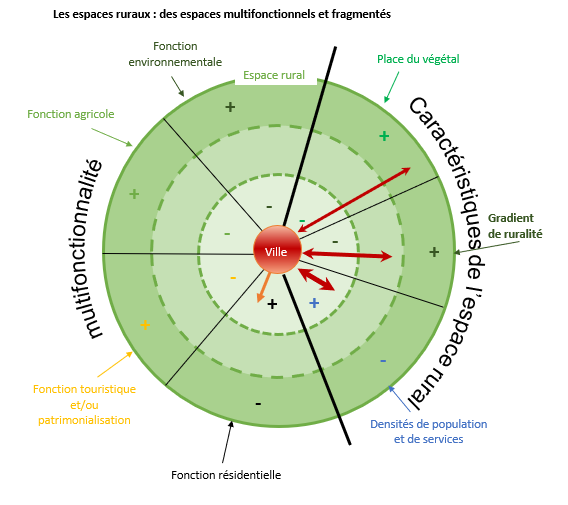 Les espaces ruraux : des espaces multifonctionnels et fragmentés
Fonction
environnementale
Place du végétal
Espace rural
Fonction agricole
+
+
+
-
-
-
-
+
-
+
+
+
-
-
Ville
multifonctionnalité
Caractéristiques de l'espace rural
Gradient
de ruralité
Fonction touristique
et/ou
patrimonialisation
Densités de population
et de services
Fonction résidentielle